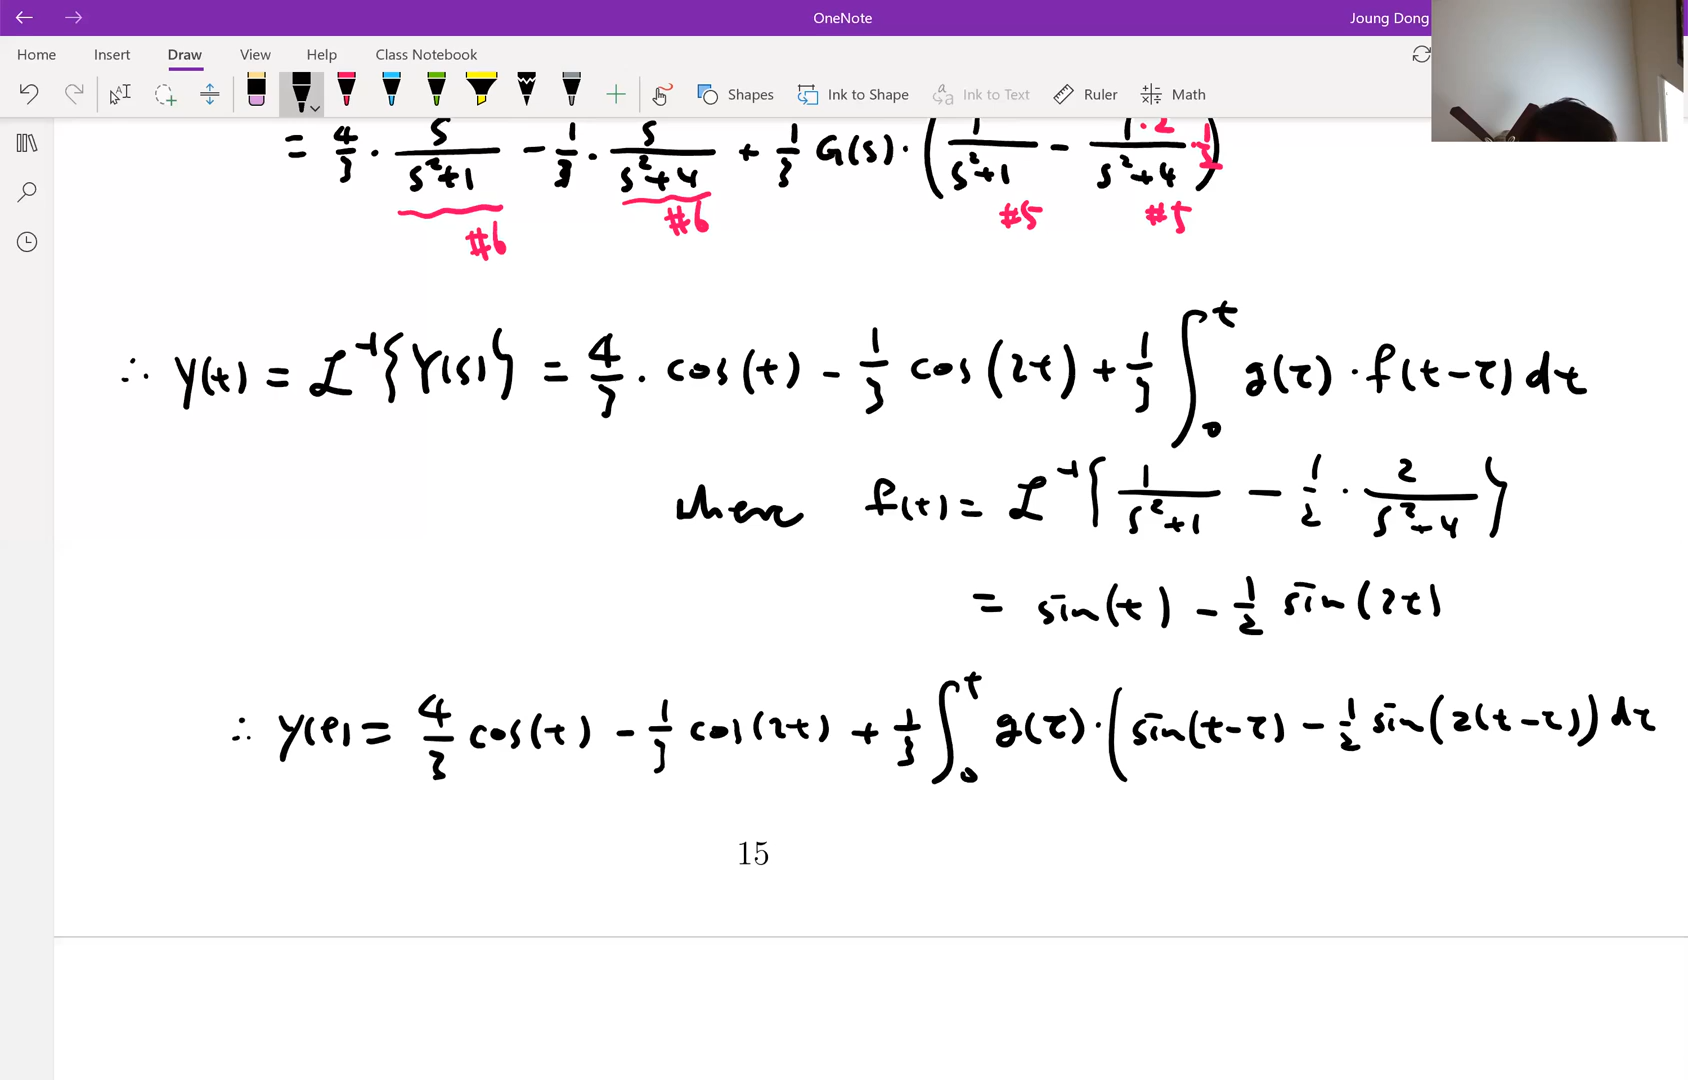 OneNote
Joung Dong
Home Insert Draw View Help Class Notebook
Shapes Ink to Shape Ink to Text Ruler Math
= 4/3 · s/(s²+1) - 1/3 · s/(s²+4) + 1/3 G(s) · (1/(s²+1) - 1·2/(s²+4) · 1/2)
#6 #6 #5 #5
∴ y(t) = ℒ⁻¹{Y(s)} = 4/3 · cos(t) - 1/3 cos(2t) + 1/3 ∫₀ᵗ g(τ) · f(t-τ) dτ
where f(t) = ℒ⁻¹{1/(s²+1) - 1/2 · 2/(s²+4)}
= sin(t) - 1/2 sin(2t)
∴ y(t) = 4/3 cos(t) - 1/3 cos(2t) + 1/3 ∫₀ᵗ g(τ) · (sin(t-τ) - 1/2 sin(2(t-τ)) dτ
15